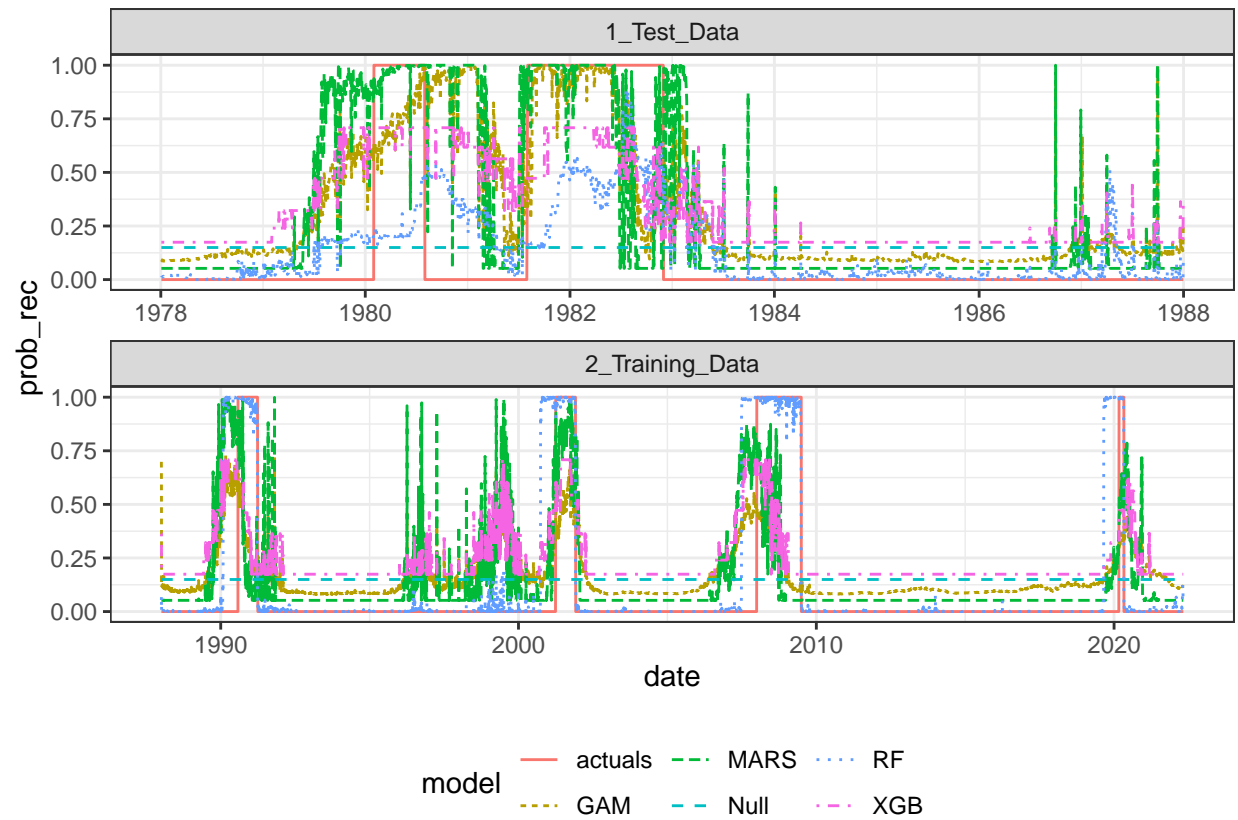 1_Test_Data
1.00
0.75
0.50
0.25
0.00
1978 1980 1982 1984 1986 1988
prob_rec
2_Training_Data
1.00
0.75
0.50
0.25
0.00
1990 2000 2010 2020
date
model
actuals MARS RF
GAM Null XGB